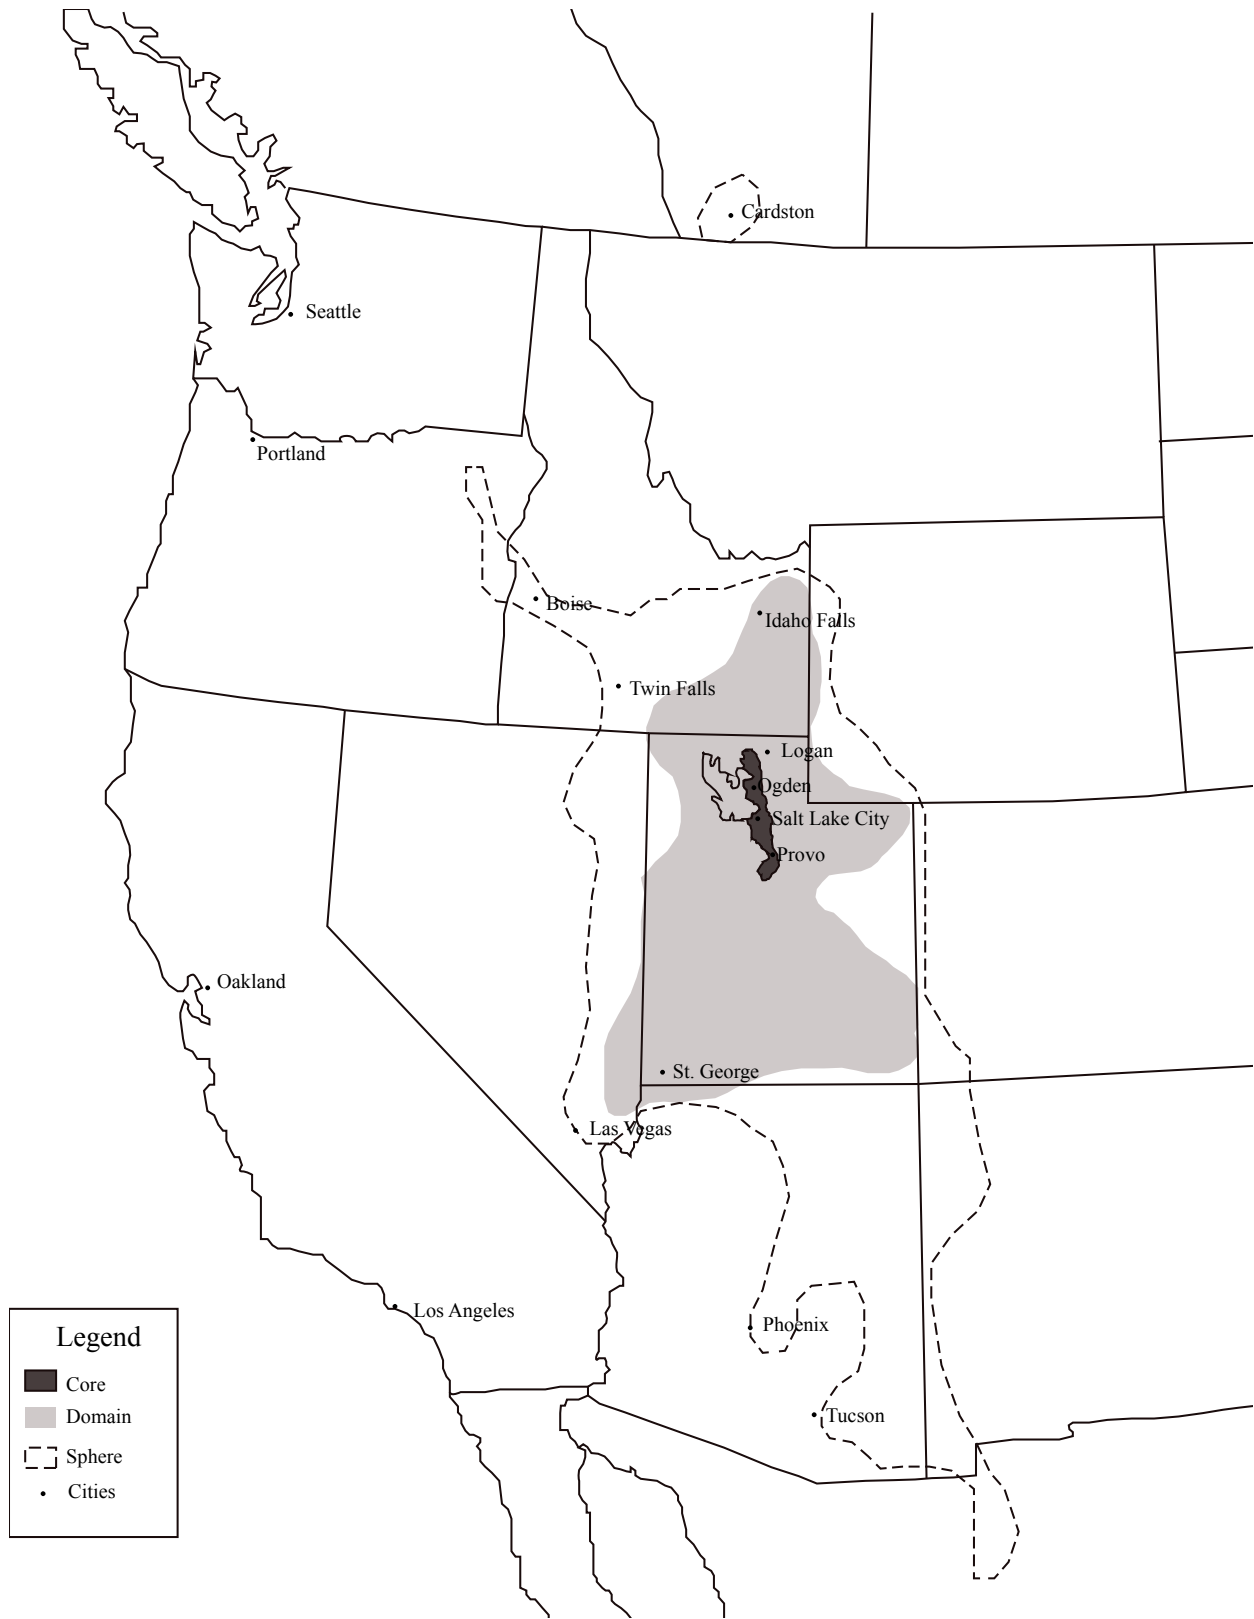 Cardston
Seattle
Portland
Boise
Idaho Falls
Twin Falls
Logan
Ogden
Salt Lake City
Provo
Oakland
St. George
Las Vegas
Los Angeles
Phoenix
Tucson
Legend
Core
Domain
Sphere
Cities